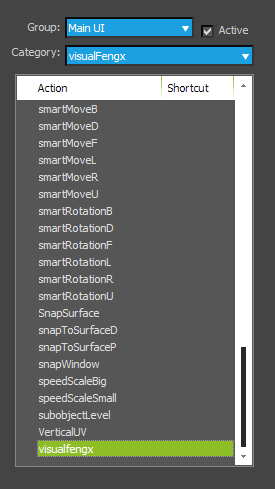 Group: Main UI Active
Category: visualFengx
Action Shortcut
smartMoveB
smartMoveD
smartMoveF
smartMoveL
smartMoveR
smartMoveU
smartRotationB
smartRotationD
smartRotationF
smartRotationL
smartRotationR
smartRotationU
SnapSurface
snapToSurfaceD
snapToSurfaceP
snapWindow
speedScaleBig
speedScaleSmall
subobjectLevel
VerticalUV
visualfengx